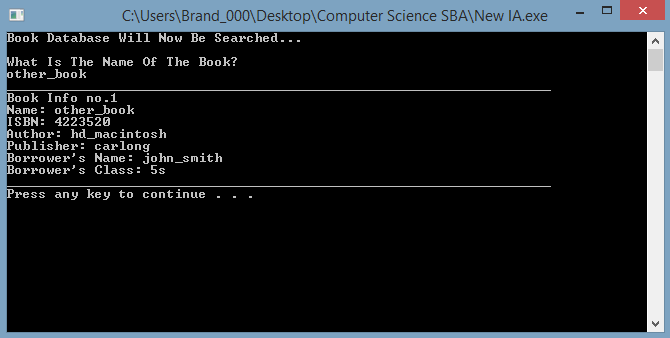 C:\Users\Brand_000\Desktop\Computer Science SBA\New IA.exe
Book Database Will Now Be Searched...
What Is The Name Of The Book?
other_book
Book Info no.1
Name: other_book
ISBN: 4223520
Author: hd_macintosh
Publisher: carlong
Borrower's Name: john_smith
Borrower's Class: 5s
Press any key to continue . . .